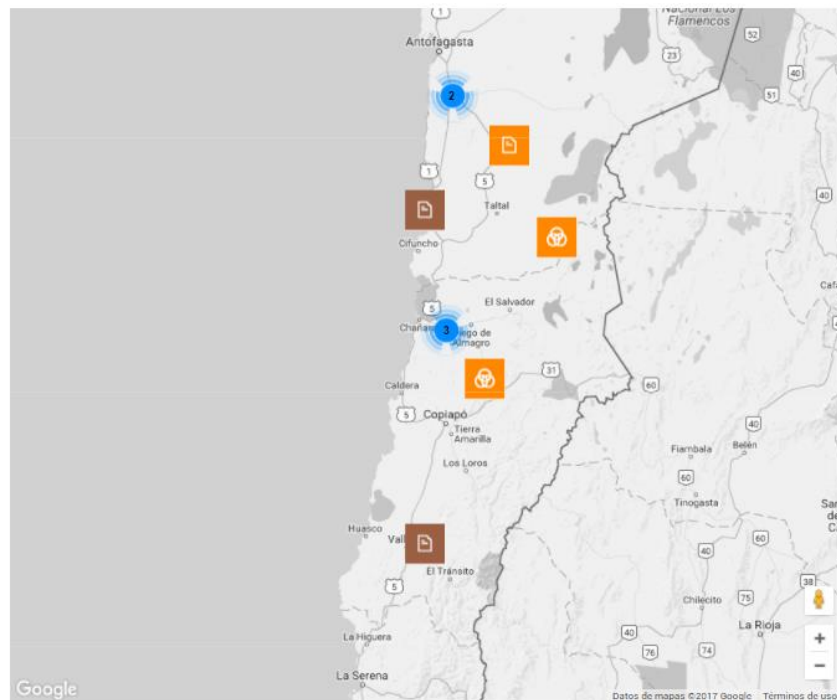 Nacional Los
Flamencos
1
52
Antofagasta
23
40
2
51
1
5
40
Taltal
Cifuncho
El Salvador
5
3
Diego de
Almagro
31
60
Caldera
5
Copiapó
Tierra
Amarilla
40
Fiambala
Belén
Los Loros
60
Tinogasta
Huasco
40
40
El Tránsito
38
5
75
Chilecito
La Rioja
40
La Higuera
76
74
+
−
La Serena
Google
Datos de mapas ©2017 Google
Términos de uso